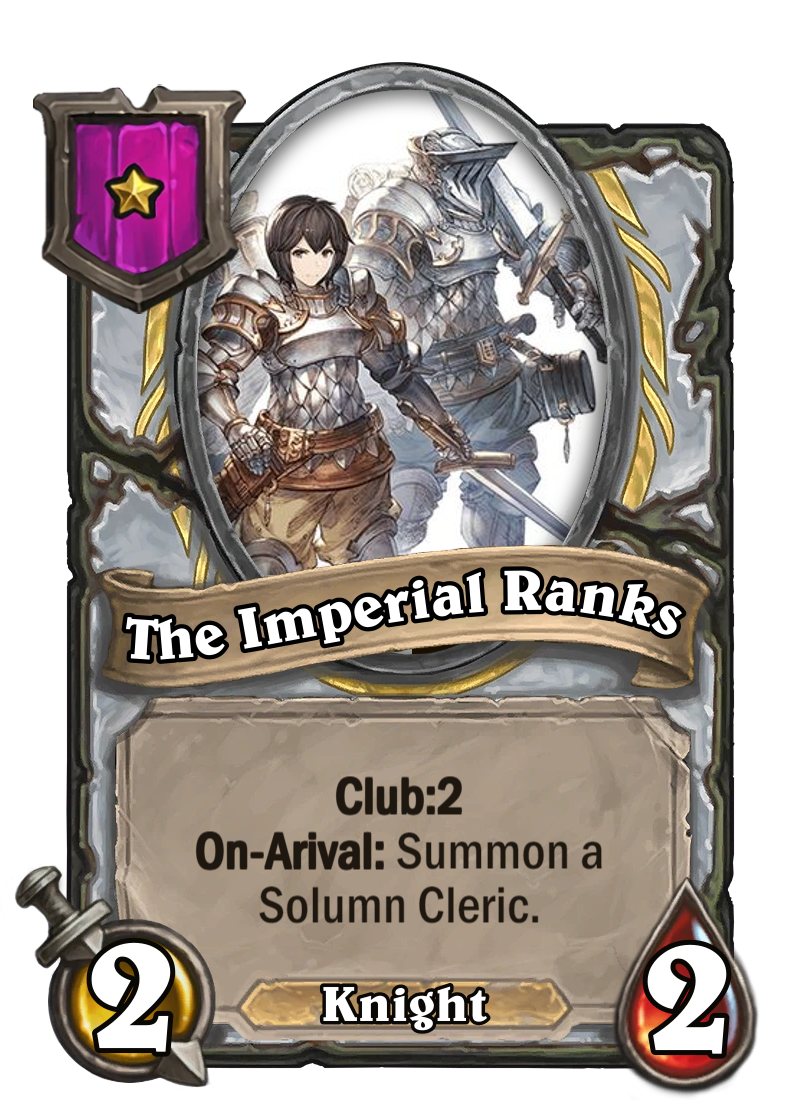 The Imperial Ranks
Club:2
On-Arival: Summon a
Solumn Cleric.
2
Knight
2